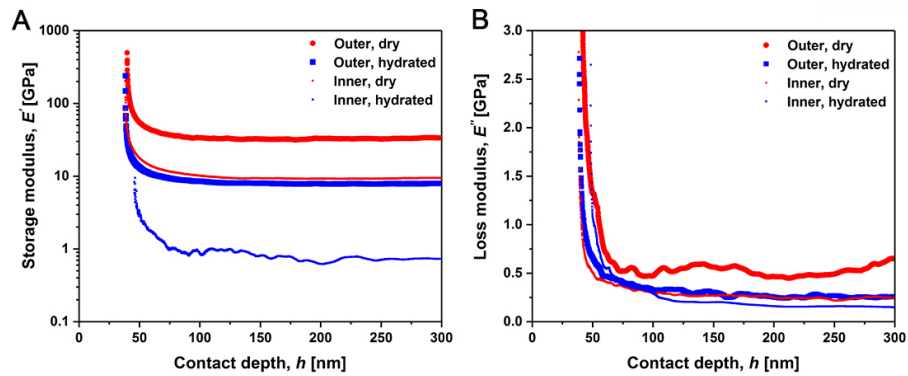 A
Storage modulus, E' [GPa]
1000
100
10
1
0.1
0
50
100
150
200
250
300
Contact depth, h [nm]
Outer, dry
Outer, hydrated
Inner, dry
Inner, hydrated
B
Loss modulus, E" [GPa]
3.0
2.5
2.0
1.5
1.0
0.5
0.0
0
50
100
150
200
250
300
Contact depth, h [nm]
Outer, dry
Outer, hydrated
Inner, dry
Inner, hydrated